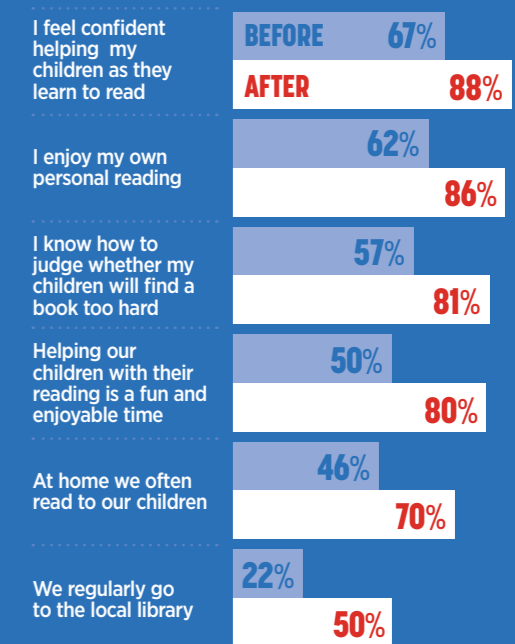 I feel confident
helping my
children as they
learn to read
BEFORE 67%
AFTER 88%
I enjoy my own
personal reading
62%
86%
I know how to
judge whether my
children will find a
book too hard
57%
81%
Helping our
children with their
reading is a fun and
enjoyable time
50%
80%
At home we often
read to our children
46%
70%
We regularly go
to the local library
22%
50%